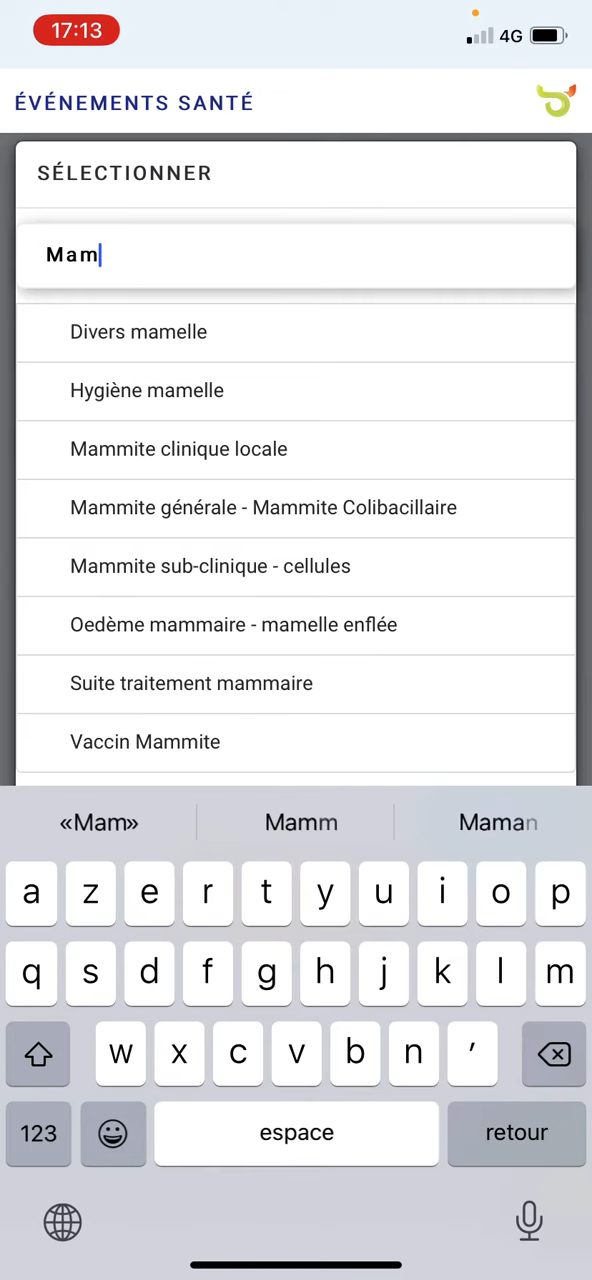 17:13
4G
ÉVÉNEMENTS SANTÉ
SÉLECTIONNER
Mam
Divers mamelle
Hygiène mamelle
Mammite clinique locale
Mammite générale - Mammite Colibacillaire
Mammite sub-clinique - cellules
Oedème mammaire - mamelle enflée
Suite traitement mammaire
Vaccin Mammite
«Mam» Mamm Maman
a z e r t y u i o p
q s d f g h j k l m
w x c v b n ’
123 espace retour